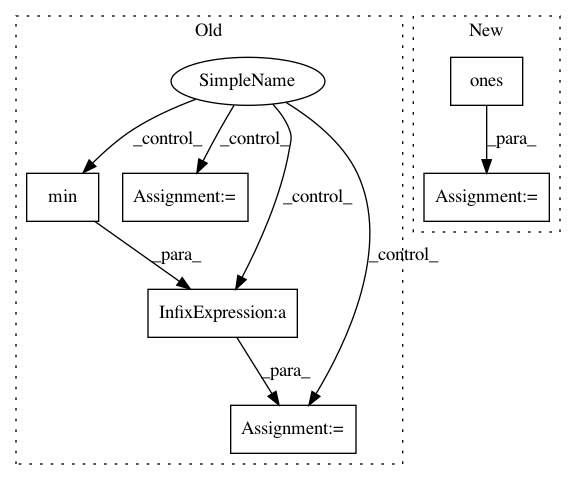 Old
New
SimpleName
ones
_control_
_control_
_para_
min
Assignment:=
Assignment:=
_control_
_para_
_control_
InfixExpression:a
_para_
Assignment:=